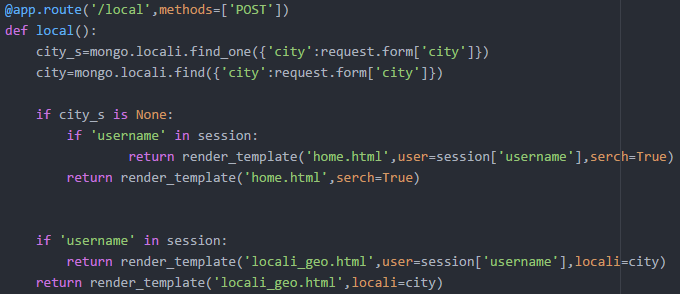 @app.route('/local',methods=['POST'])
def local():
    city_s=mongo.locali.find_one({'city':request.form['city']})
    city=mongo.locali.find({'city':request.form['city']})

    if city_s is None:
        if 'username' in session:
                return render_template('home.html',user=session['username'],serch=True)
        return render_template('home.html',serch=True)


    if 'username' in session:
        return render_template('locali_geo.html',user=session['username'],locali=city)
    return render_template('locali_geo.html',locali=city)